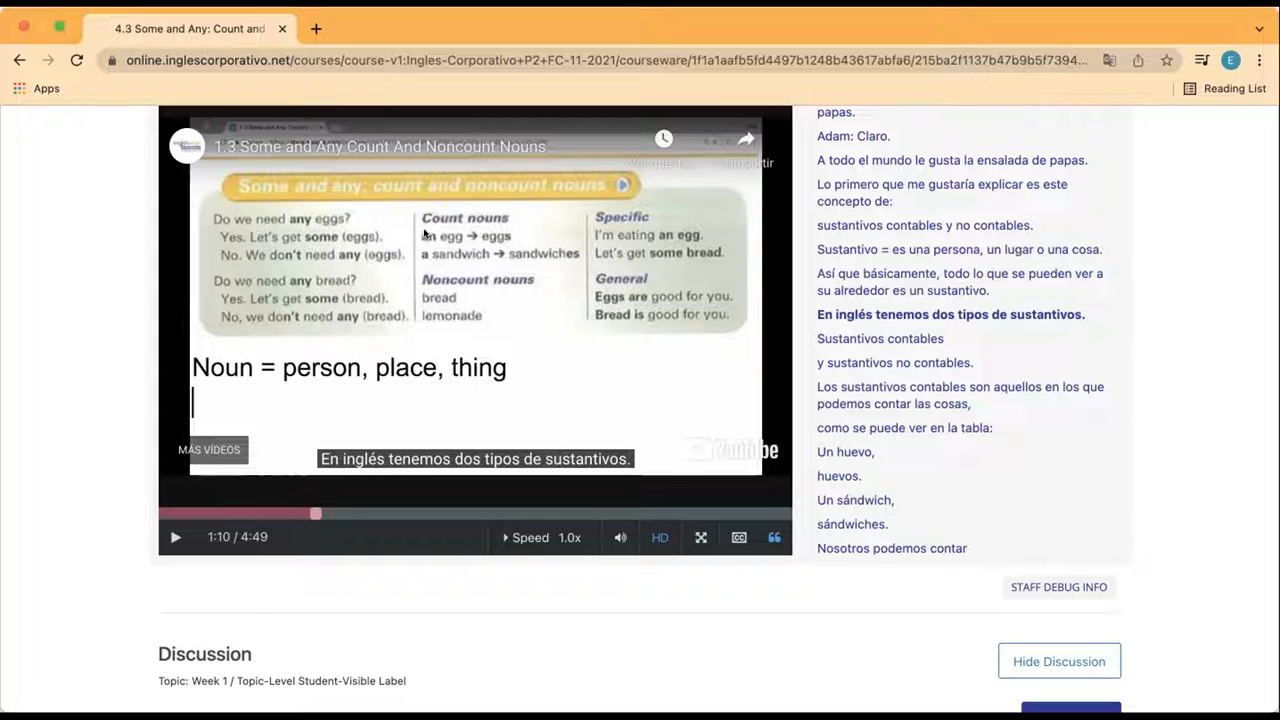 4.3 Some and Any: Count and
online.inglescorporativo.net/courses/course-v1:Ingles-Corporativo+P2+FC-11-2021/courseware/1f1a1aafb5fd4497b1248b43617abfa6/215ba2f1137b47b9b5f7394...
E
Apps
Reading List
1.3 Some and Any Count And Noncount Nouns
Some and any; count and noncount nouns
Do we need any eggs?
Yes. Let's get some (eggs).
No. We don't need any (eggs).
Do we need any bread?
Yes. Let's get some (bread).
No, we don't need any (bread).
Count nouns
an egg → eggs
a sandwich → sandwiches
Noncount nouns
bread
lemonade
Specific
I'm eating an egg.
Let's get some bread.
General
Eggs are good for you.
Bread is good for you.
Noun = person, place, thing
MÁS VÍDEOS
YouTube
En inglés tenemos dos tipos de sustantivos.
1:10 / 4:49
Speed 1.0x
HD
CC
papas.
Adam: Claro.
A todo el mundo le gusta la ensalada de papas.
Lo primero que me gustaría explicar es este
concepto de:
sustantivos contables y no contables.
Sustantivo = es una persona, un lugar o una cosa.
Así que básicamente, todo lo que se pueden ver a
su alrededor es un sustantivo.
En inglés tenemos dos tipos de sustantivos.
Sustantivos contables
y sustantivos no contables.
Los sustantivos contables son aquellos en los que
podemos contar las cosas,
como se puede ver en la tabla:
Un huevo,
huevos.
Un sándwich,
sándwiches.
Nosotros podemos contar
STAFF DEBUG INFO
Discussion
Hide Discussion
Topic: Week 1 / Topic-Level Student-Visible Label